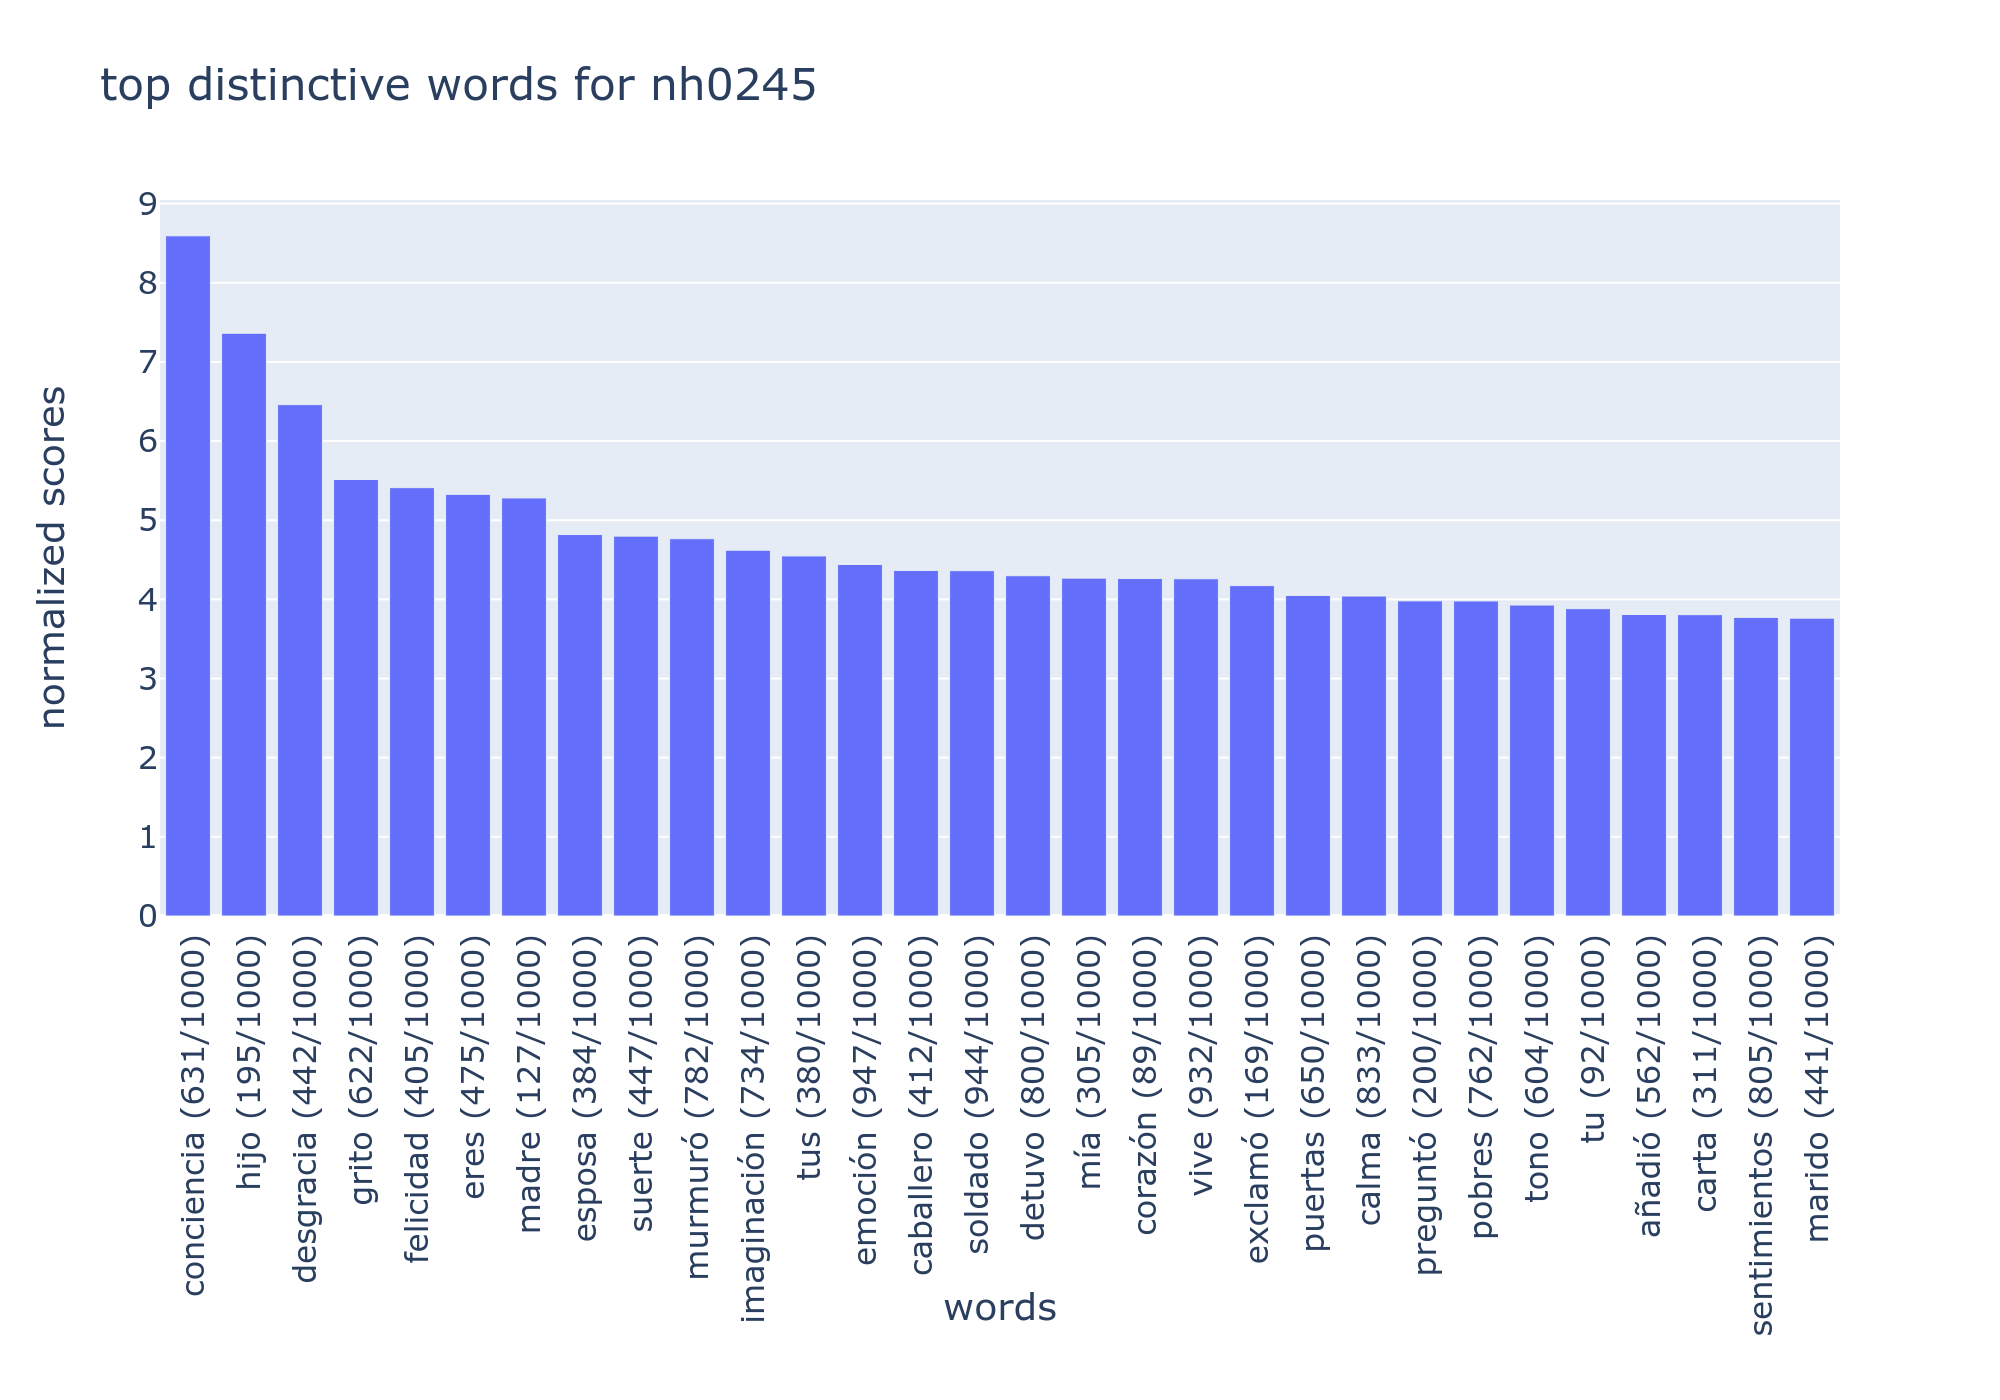 top distinctive words for nh0245
normalized scores
9
8
7
6
5
4
3
2
1
0
conciencia (631/1000)
hijo (195/1000)
desgracia (442/1000)
grito (622/1000)
felicidad (405/1000)
eres (475/1000)
madre (127/1000)
esposa (384/1000)
suerte (447/1000)
murmuró (782/1000)
imaginación (734/1000)
tus (380/1000)
emoción (947/1000)
caballero (412/1000)
soldado (944/1000)
detuvo (800/1000)
mía (305/1000)
corazón (89/1000)
vive (932/1000)
exclamó (169/1000)
puertas (650/1000)
calma (833/1000)
preguntó (200/1000)
pobres (762/1000)
tono (604/1000)
tu (92/1000)
añadió (562/1000)
carta (311/1000)
sentimientos (805/1000)
marido (441/1000)
words